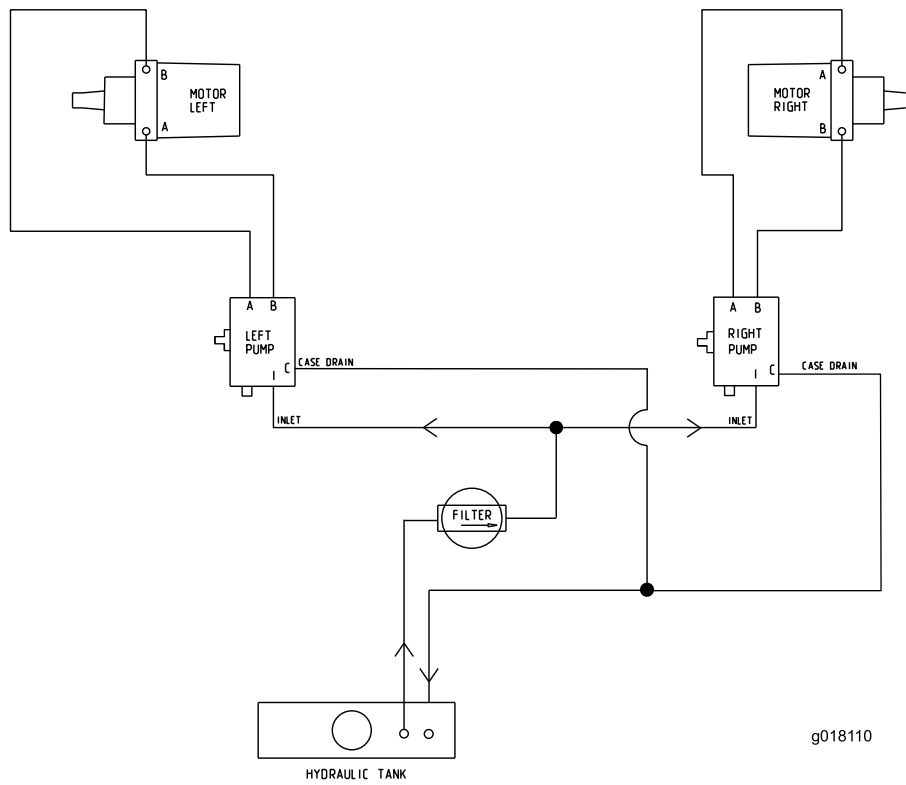 B
MOTOR
LEFT
A
A
MOTOR
RIGHT
B
A B
LEFT
PUMP
C
I
CASE DRAIN
INLET
A B
RIGHT
PUMP
C
I
CASE DRAIN
INLET
FILTER
HYDRAULIC TANK
g018110